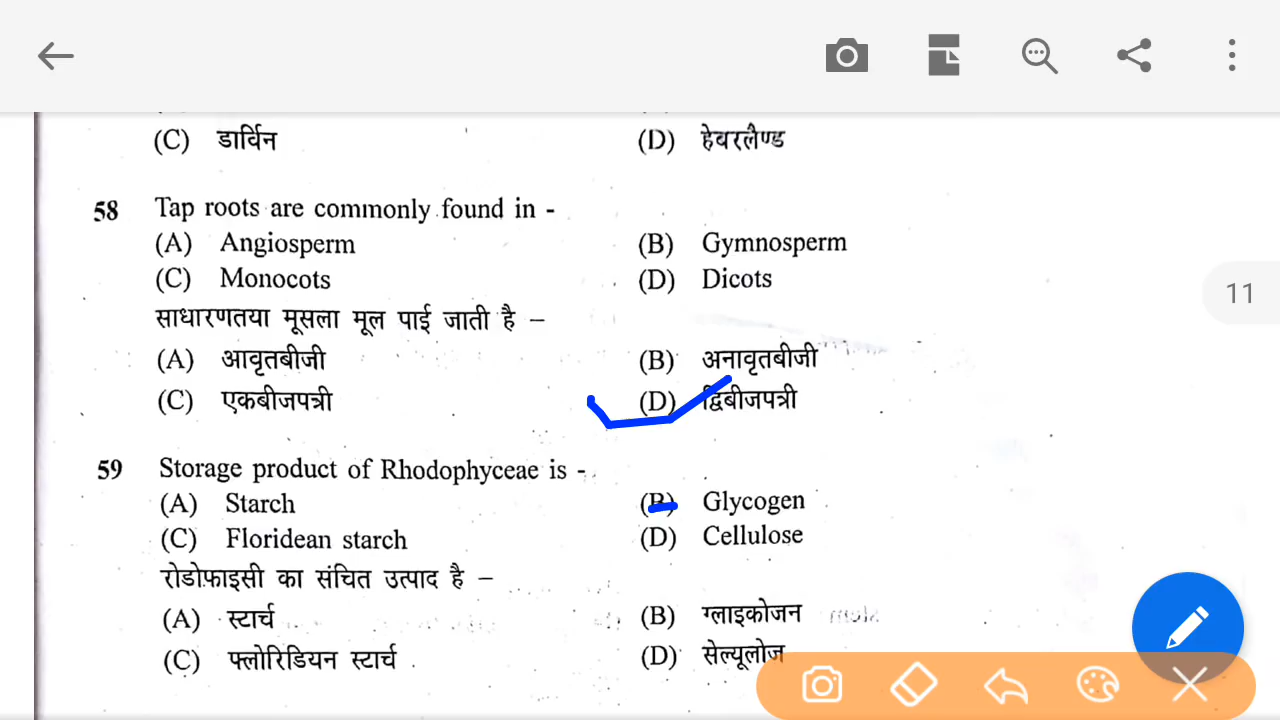 (C) डार्विन (D) हेबरलैण्ड
58 Tap roots are commonly found in -
(A) Angiosperm (B) Gymnosperm
(C) Monocots (D) Dicots
साधारणतया मूसला मूल पाई जाती है –
(A) आवृतबीजी (B) अनावृतबीजी
(C) एकबीजपत्री (D) द्विबीजपत्री
59 Storage product of Rhodophyceae is -
(A) Starch (B) Glycogen
(C) Floridean starch (D) Cellulose
रोडोफाइसी का संचित उत्पाद है –
(A) स्टार्च (B) ग्लाइकोजन
(C) फ्लोरिडियन स्टार्च (D) सेल्यूलोज
11